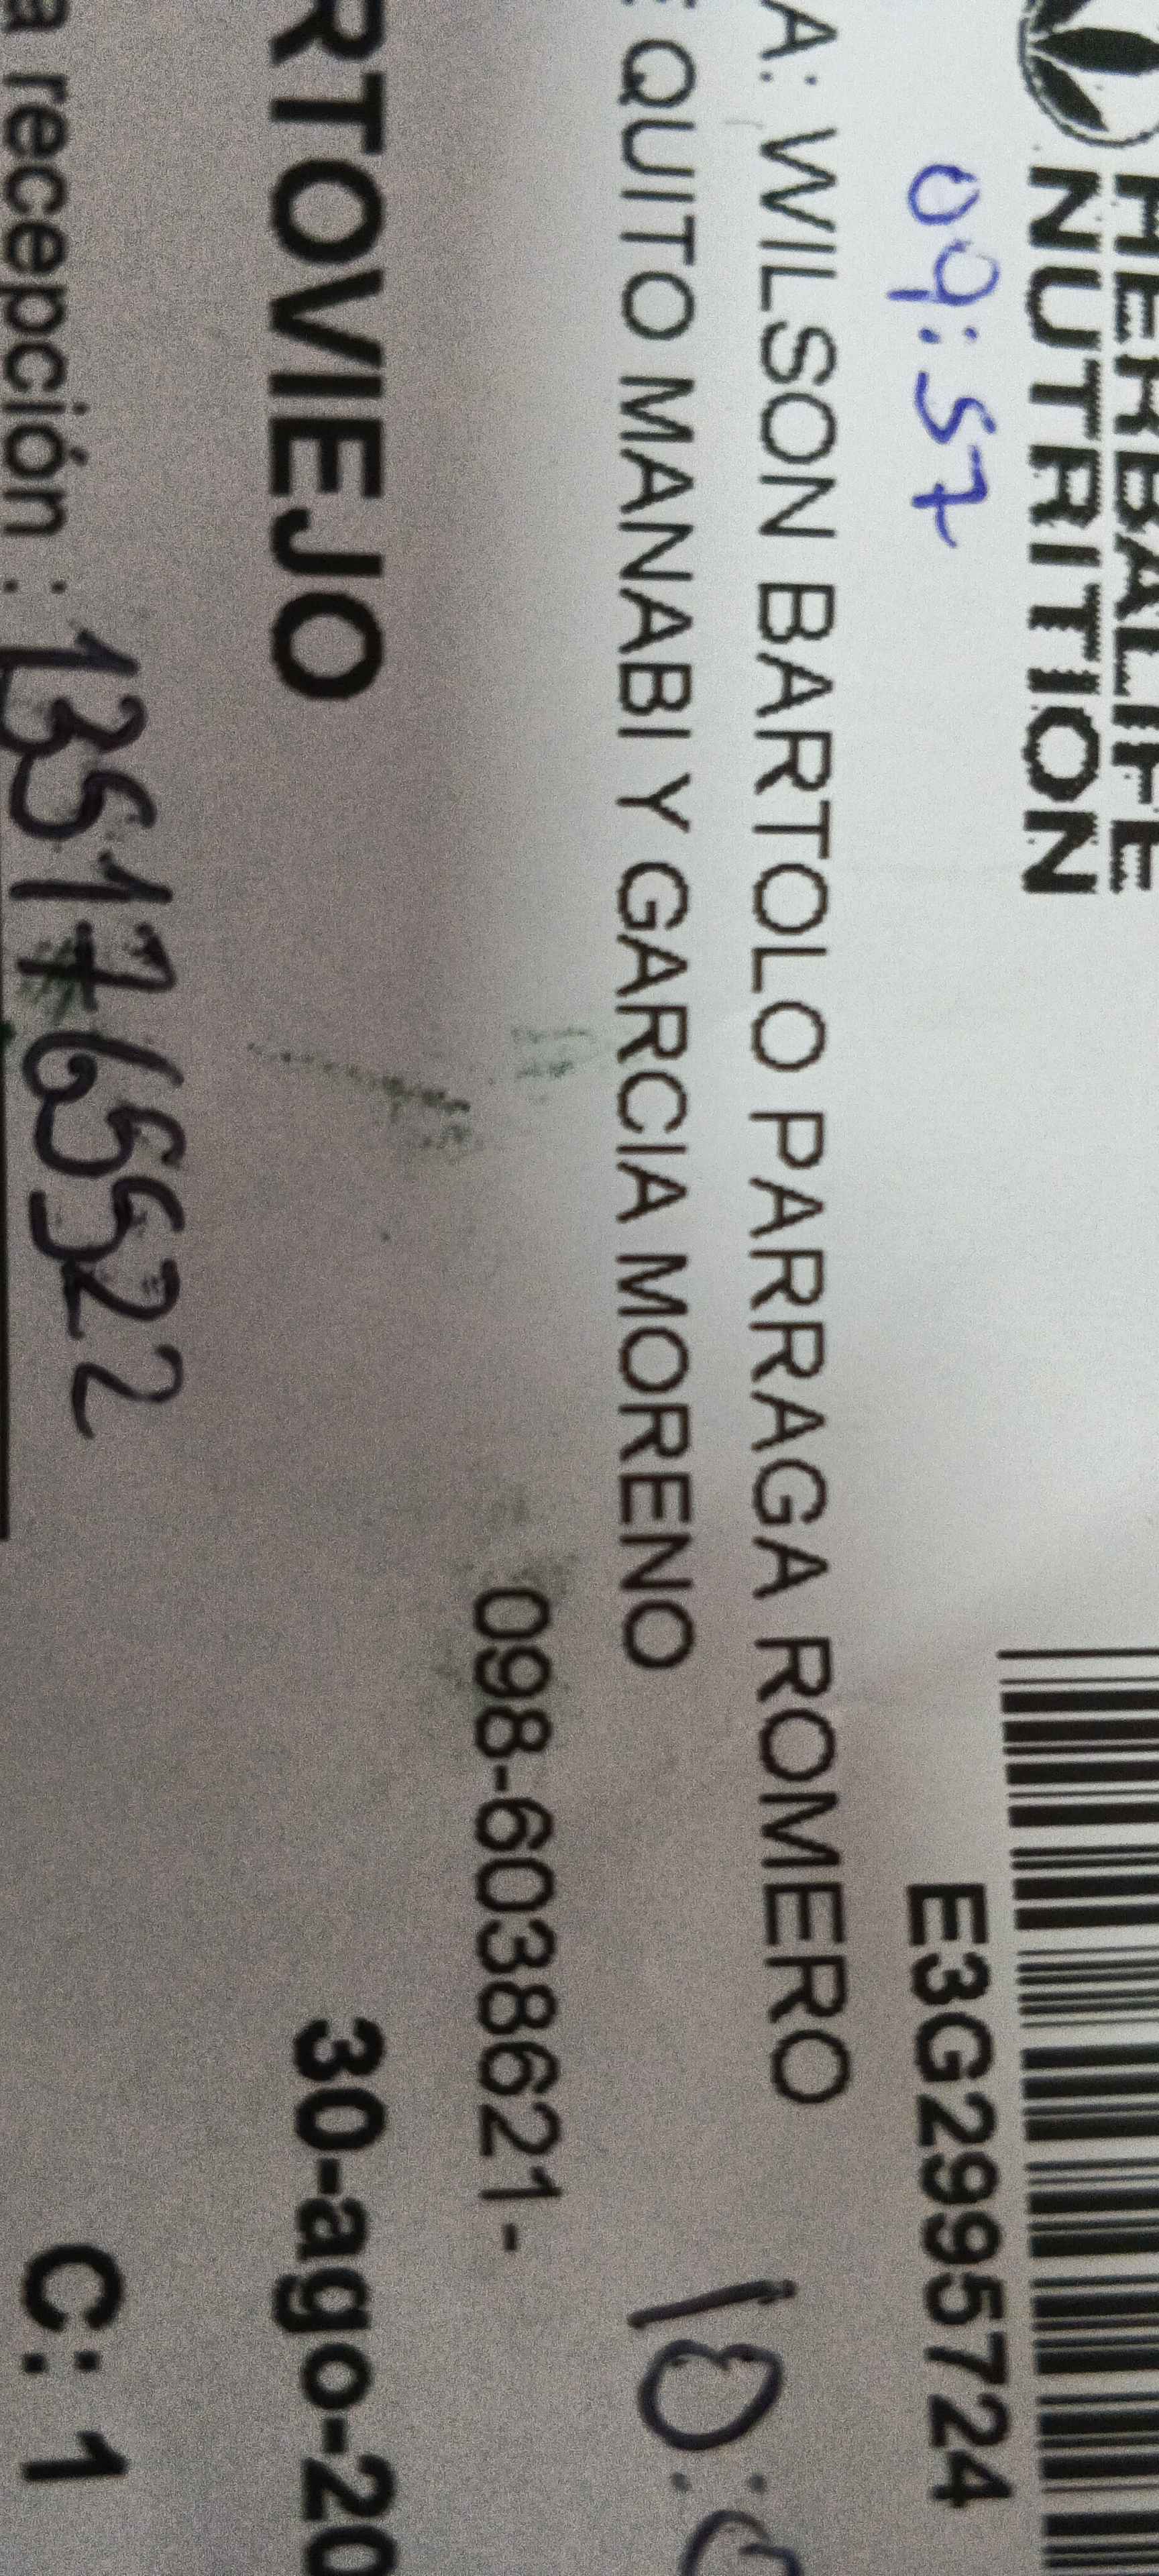 HERBALIFE
NUTRITION
09:57
E3G2995724
A: WILSON BARTOLO PARRAGA ROMERO
E QUITO MANABI Y GARCIA MORENO
10:
098-6038621-
RTOVIEJO
30-ago-20
a recepción : 1351765522
C: 1